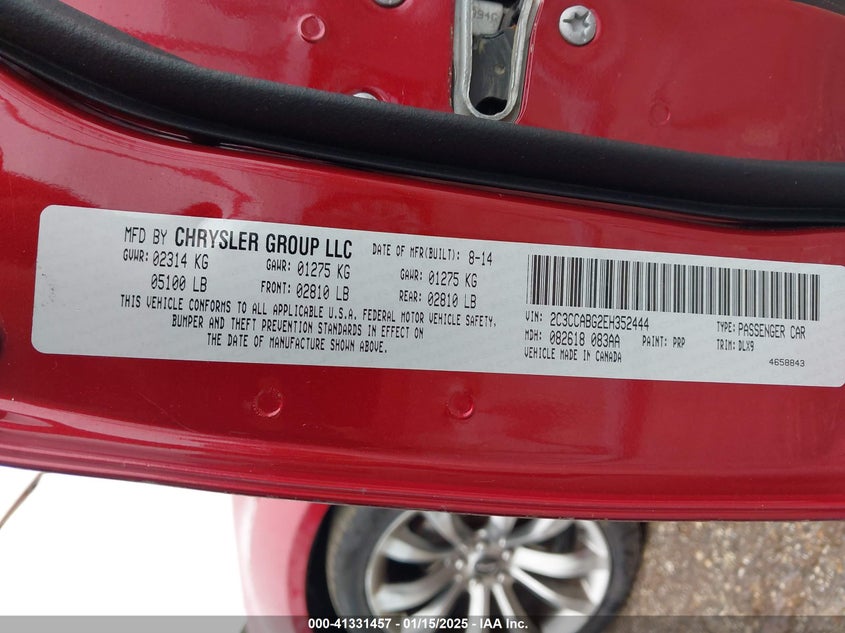 MFD BY CHRYSLER GROUP LLC
DATE OF MFR(BUILT): 8-14
GVWR: 02314 KG GAWR: 01275 KG GAWR: 01275 KG
05100 LB FRONT: 02810 LB REAR: 02810 LB
THIS VEHICLE CONFORMS TO ALL APPLICABLE U.S.A. FEDERAL MOTOR VEHICLE SAFETY,
BUMPER AND THEFT PREVENTION STANDARDS IN EFFECT ON
THE DATE OF MANUFACTURE SHOWN ABOVE.
VIN: 2C3CCABG2EH352444 TYPE: PASSENGER CAR
MDH: 082618 083AA PAINT: PRP TRIM: DLX9
VEHICLE MADE IN CANADA 4658843
000-41331457 - 01/15/2025 - IAA Inc.